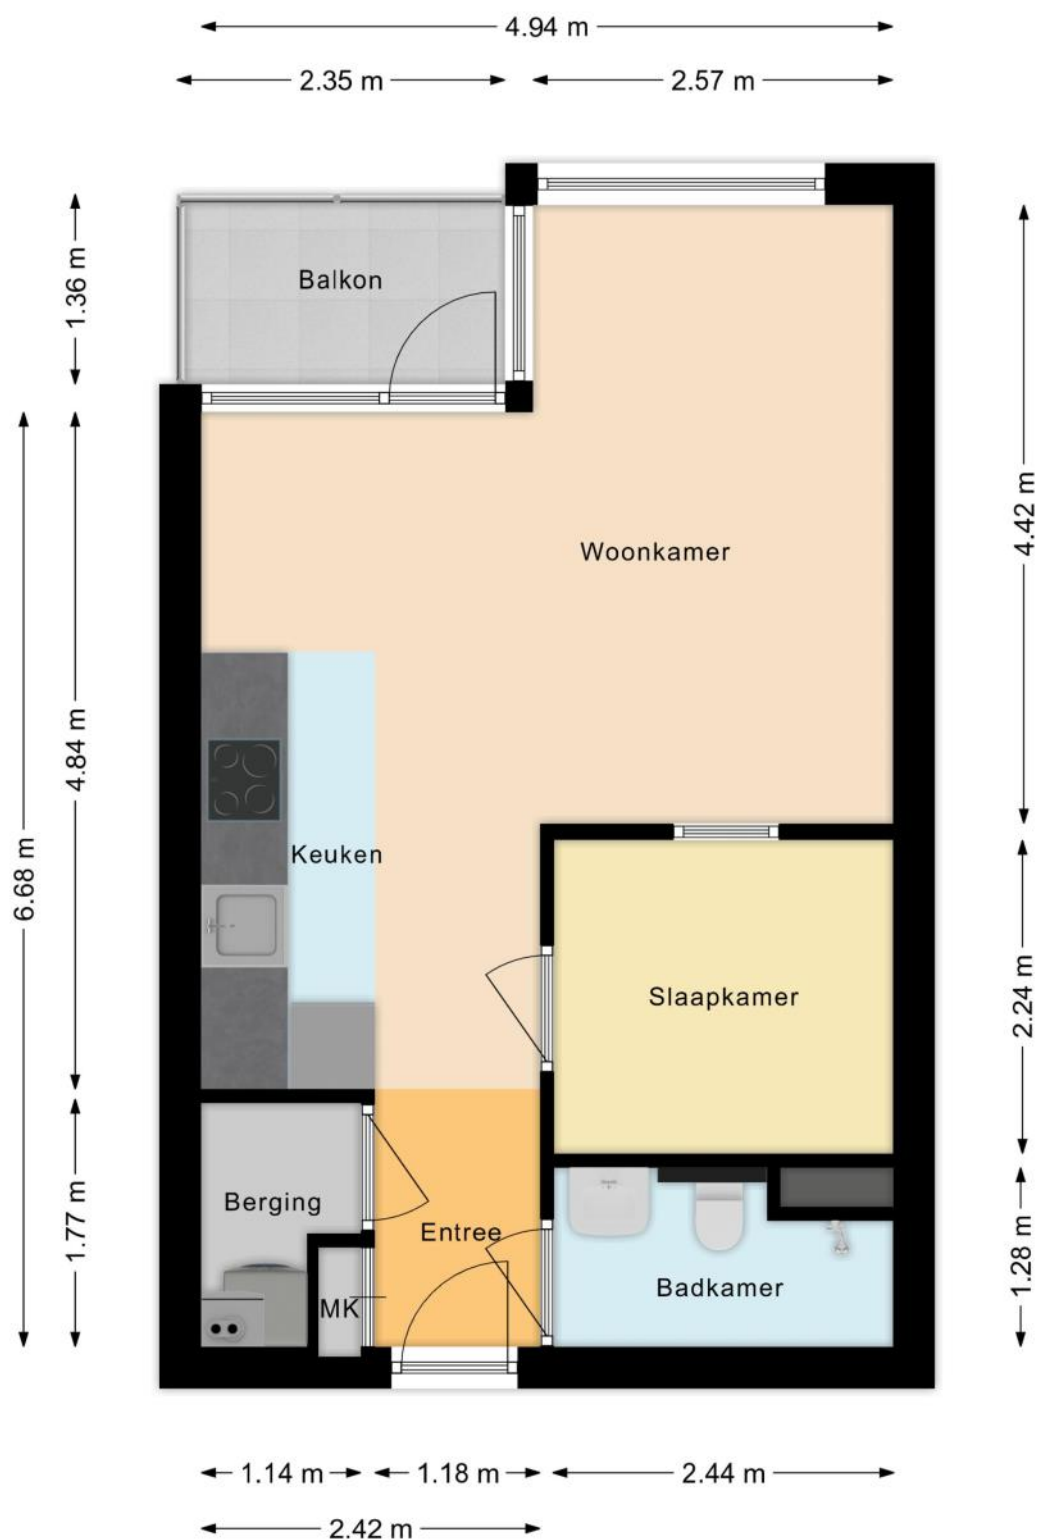 4.94 m
2.35 m
2.57 m
Balkon
1.36 m
Woonkamer
4.42 m
4.84 m
Keuken
6.68 m
Slaapkamer
2.24 m
Berging
Entree
1.77 m
MK
Badkamer
1.28 m
1.14 m
1.18 m
2.44 m
2.42 m